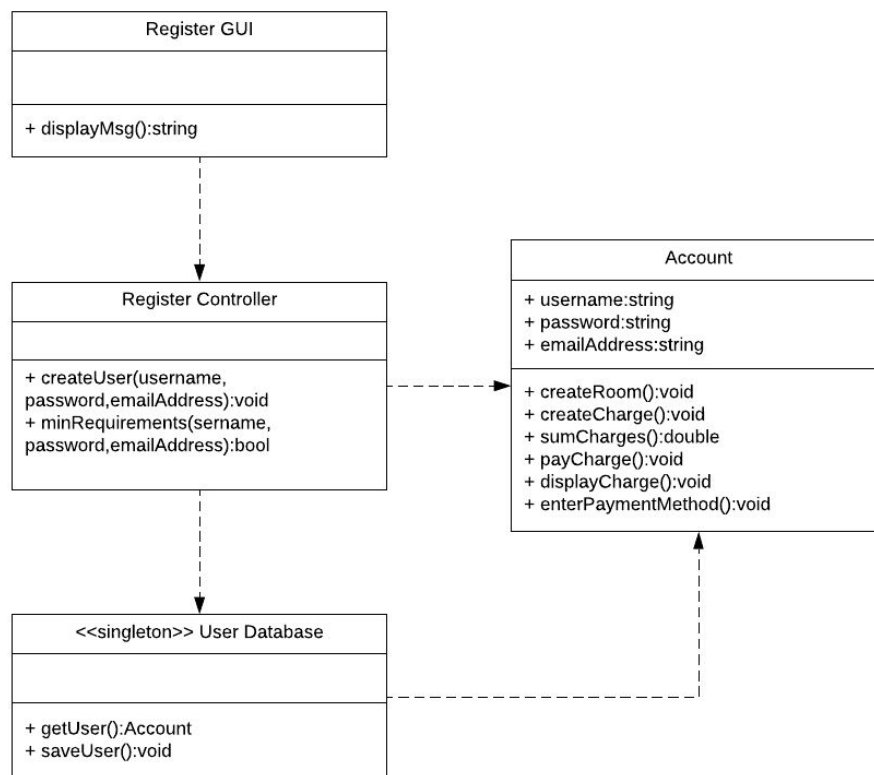 Register GUI
+ displayMsg():string
Register Controller
+ createUser(username,
password,emailAddress):void
+ minRequirements(sername,
password,emailAddress):bool
Account
+ username:string
+ password:string
+ emailAddress:string
+ createRoom():void
+ createCharge():void
+ sumCharges():double
+ payCharge():void
+ displayCharge():void
+ enterPaymentMethod():void
<<singleton>> User Database
+ getUser():Account
+ saveUser():void